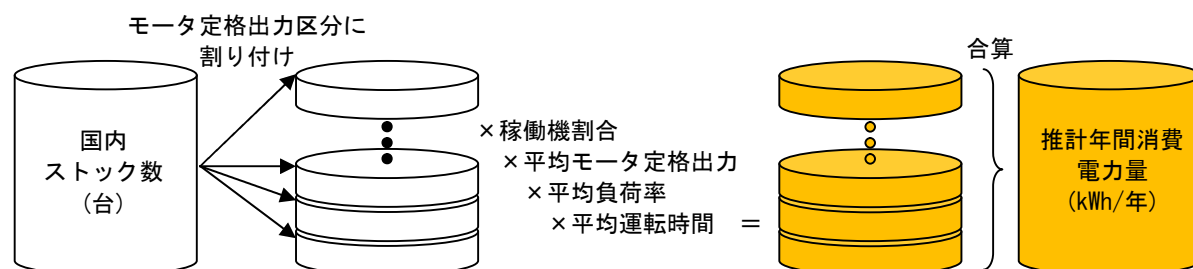 モータ定格出力区分に
割り付け
国内
ストック数
（台）
×稼働機割合
×平均モータ定格出力
×平均負荷率
×平均運転時間　＝
合算
推計年間消費
電力量
（kWh/年）